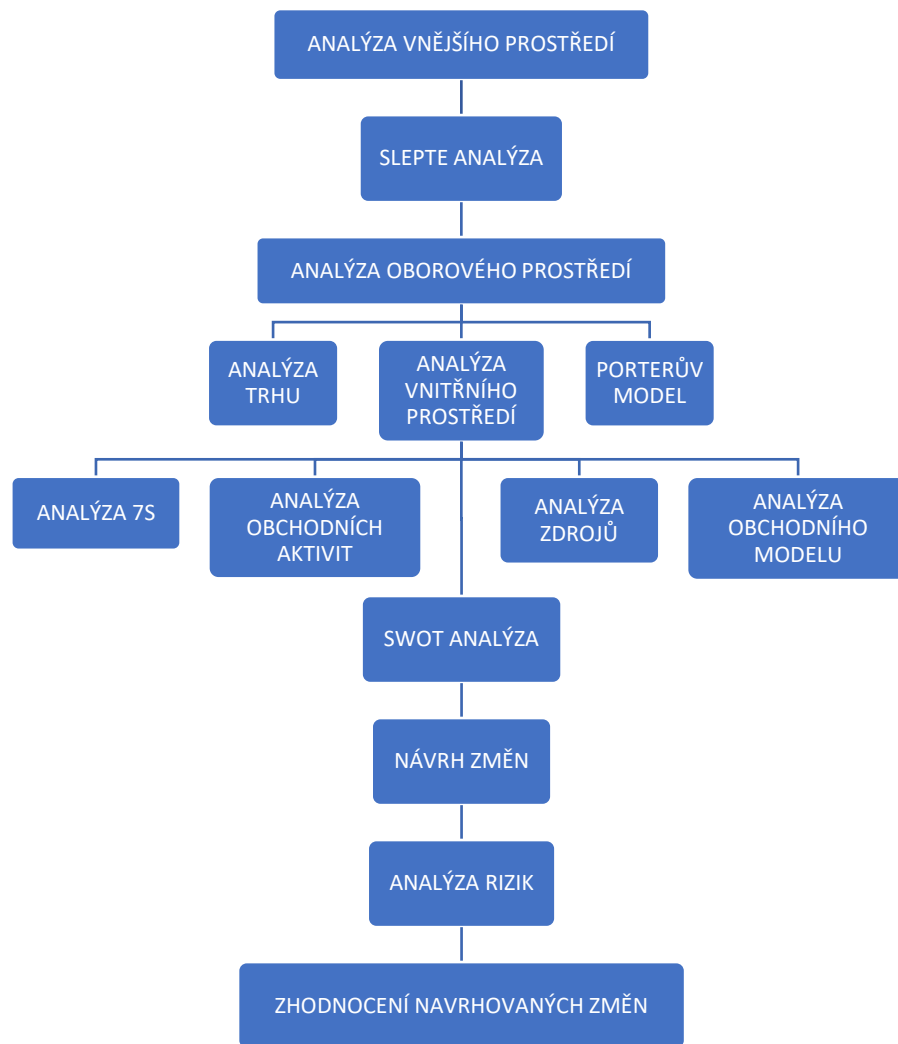 ANALÝZA VNĚJŠÍHO PROSTŘEDÍ
SLEPTE ANALÝZA
ANALÝZA OBOROVÉHO PROSTŘEDÍ
ANALÝZA
TRHU
ANALÝZA
VNITŘNÍHO
PROSTŘEDÍ
PORTERŮV
MODEL
ANALÝZA 7S
ANALÝZA
OBCHODNÍCH
AKTIVIT
ANALÝZA
ZDROJŮ
ANALÝZA
OBCHODNÍHO
MODELU
SWOT ANALÝZA
NÁVRH ZMĚN
ANALÝZA RIZIK
ZHODNOCENÍ NAVRHOVANÝCH ZMĚN